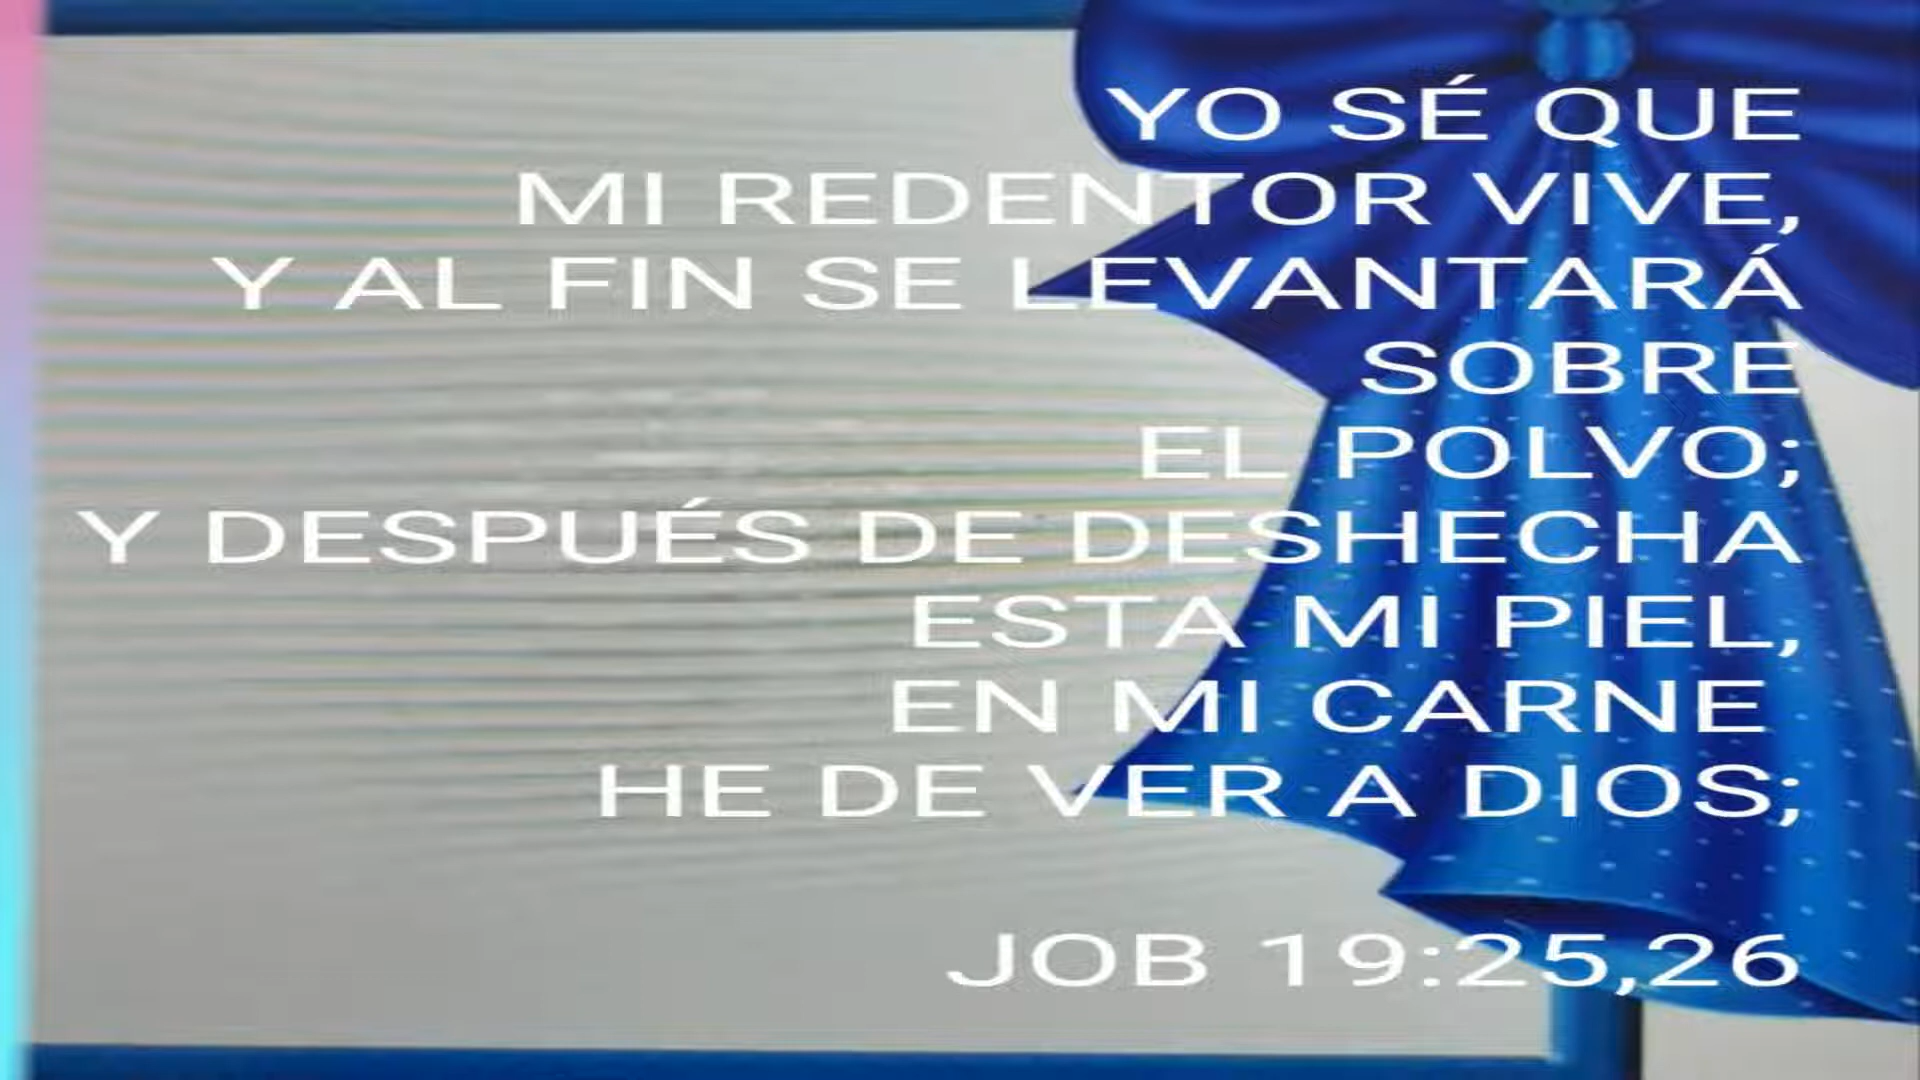 YO SÉ QUE
MI REDENTOR VIVE,
Y AL FIN SE LEVANTARÁ
SOBRE
EL POLVO;
Y DESPUÉS DE DESHECHA
ESTA MI PIEL,
EN MI CARNE
HE DE VER A DIOS;
JOB 19:25,26